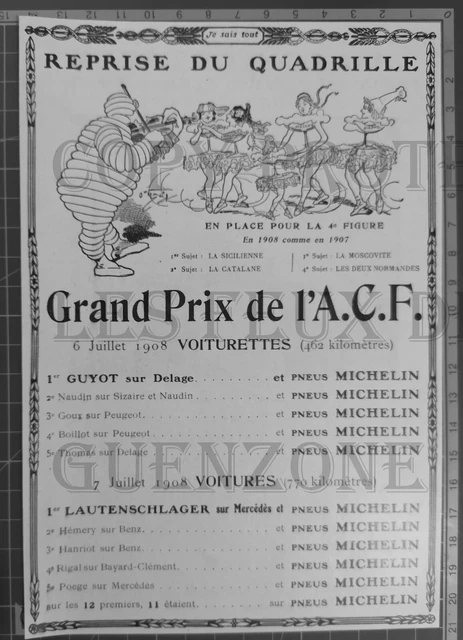 Je sais tout
REPRISE DU QUADRILLE
EN PLACE POUR LA 4e FIGURE
En 1908 comme en 1907
1er Sujet : LA SICILIENNE
2e Sujet : LA CATALANE
3e Sujet : LA MOSCOVITE
4e Sujet : LES DEUX NORMANDES
Grand Prix de l'A.C.F.
6 Juillet 1908 VOITURETTES (462 kilomètres)
1er GUYOT sur Delage. . . . . . . . . et PNEUS MICHELIN
2e Naudin sur Sizaire et Naudin . . . . . . . . . et PNEUS MICHELIN
3e Goux sur Peugeot. . . . . . . . . . . . . . et PNEUS MICHELIN
4e Boillot sur Peugeot . . . . . . . . . . . . . et PNEUS MICHELIN
5e Thomas sur Delage . . . . . . . . . . . . . et PNEUS MICHELIN
7 Juillet 1908 VOITURES (770 kilomètres)
1er LAUTENSCHLAGER sur Mercédès et PNEUS MICHELIN
2e Hémery sur Benz. . . . . . . . . . . . . . et PNEUS MICHELIN
3e Hanriot sur Benz. . . . . . . . . . . . . . et PNEUS MICHELIN
4e Rigal sur Bayard-Clément. . . . . . . . . . et PNEUS MICHELIN
5e Poege sur Mercédès . . . . . . . . . . . . et PNEUS MICHELIN
sur les 12 premiers, 11 étaient. . . . . . . . sur PNEUS MICHELIN
LES FEUX D
GUENZONE